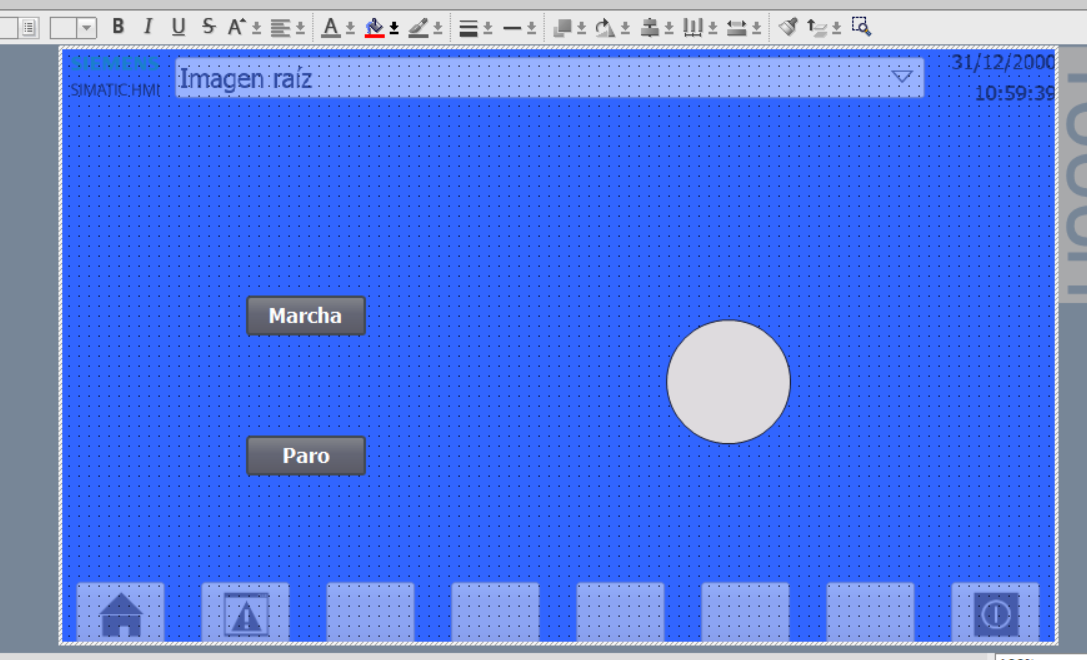 B I U S A A
SIEMENS
SIMATIC HMI
Imagen raíz
31/12/2000
10:59:39
Marcha
Paro